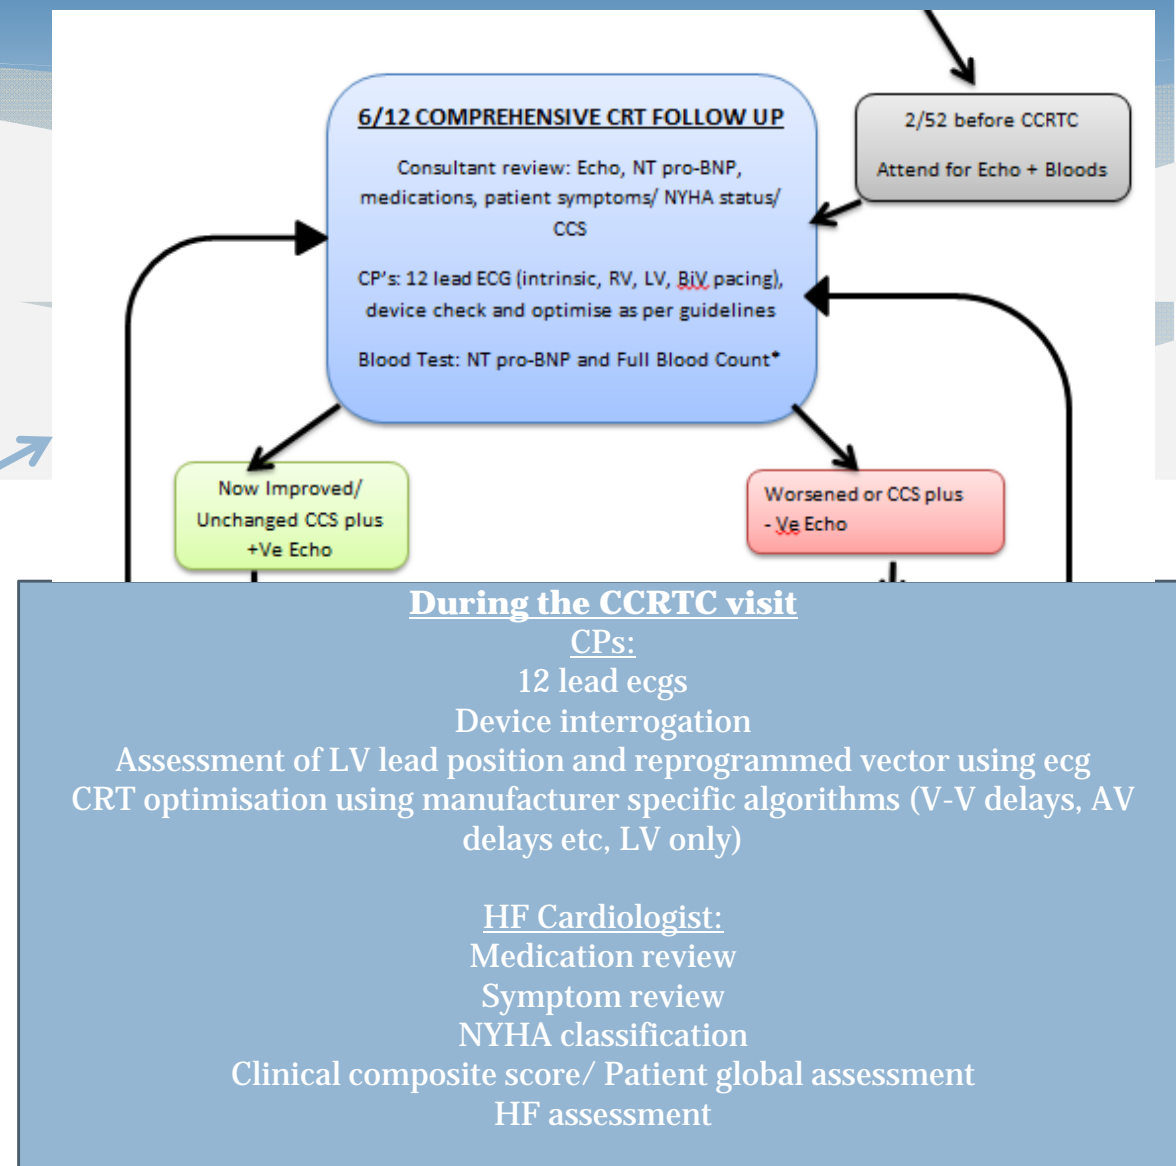 6/12 COMPREHENSIVE CRT FOLLOW UP
Consultant review: Echo, NT pro-BNP,
medications, patient symptoms/ NYHA status/
CCS
CP's: 12 lead ECG (intrinsic, RV, LV, BiV pacing),
device check and optimise as per guidelines
Blood Test: NT pro-BNP and Full Blood Count*
2/52 before CCRTC
Attend for Echo + Bloods
Now Improved/
Unchanged CCS plus
+Ve Echo
Worsened or CCS plus
- Ve Echo
During the CCRTC visit
CPs:
12 lead ecgs
Device interrogation
Assessment of LV lead position and reprogrammed vector using ecg
CRT optimisation using manufacturer specific algorithms (V-V delays, AV
delays etc, LV only)
HF Cardiologist:
Medication review
Symptom review
NYHA classification
Clinical composite score/ Patient global assessment
HF assessment